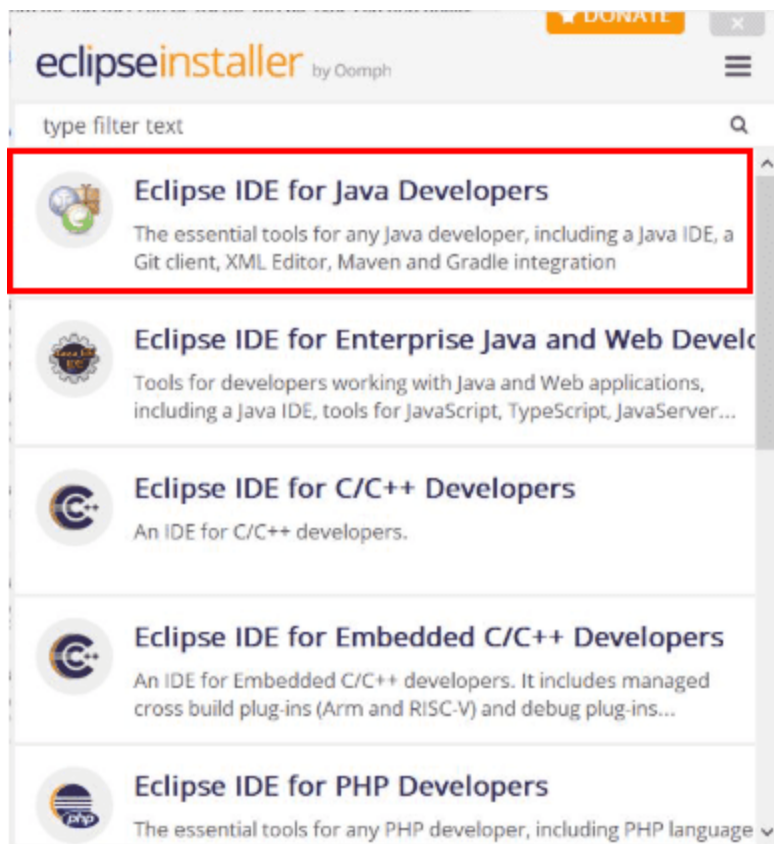 DONATE
eclipseinstaller by Oomph
type filter text
Eclipse IDE for Java Developers
The essential tools for any Java developer, including a Java IDE, a
Git client, XML Editor, Maven and Gradle integration
Eclipse IDE for Enterprise Java and Web Develo
Tools for developers working with Java and Web applications,
including a Java IDE, tools for JavaScript, TypeScript, JavaServer...
Eclipse IDE for C/C++ Developers
An IDE for C/C++ developers.
Eclipse IDE for Embedded C/C++ Developers
An IDE for Embedded C/C++ developers. It includes managed
cross build plug-ins (Arm and RISC-V) and debug plug-ins...
php
Eclipse IDE for PHP Developers
The essential tools for any PHP developer, including PHP language